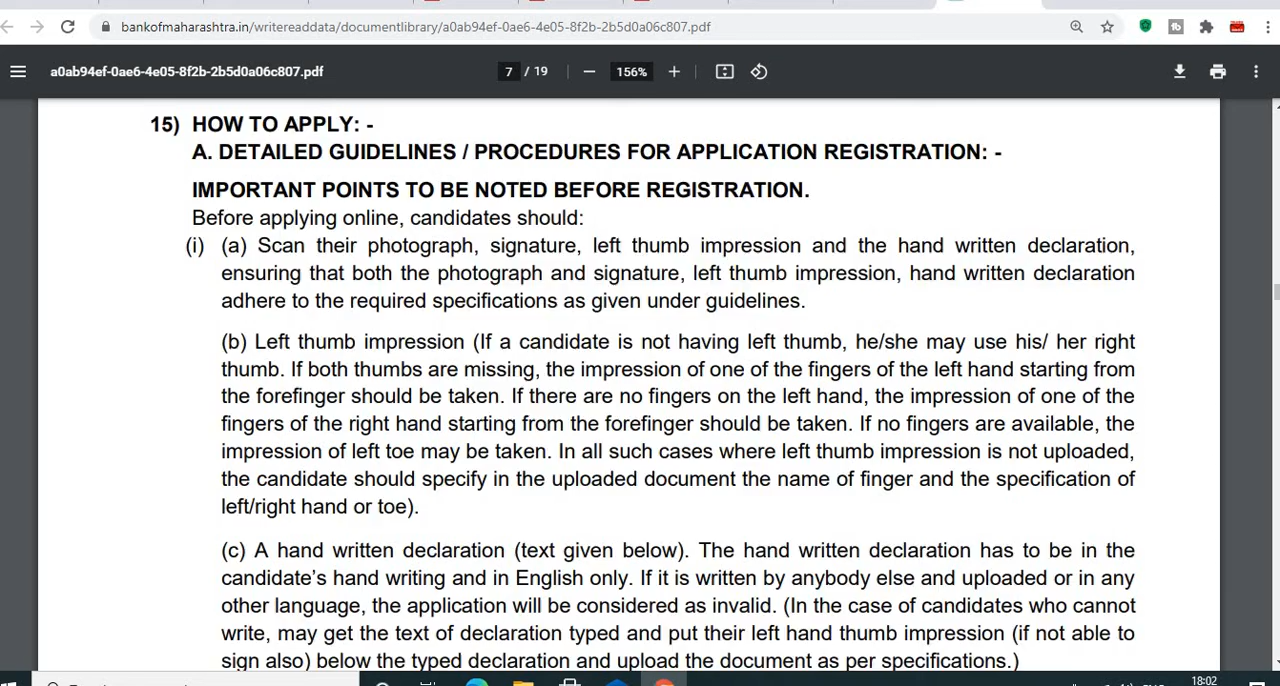 bankofmaharashtra.in/writereaddata/documentlibrary/a0ab94ef-0ae6-4e05-8f2b-2b5d0a06c807.pdf
a0ab94ef-0ae6-4e05-8f2b-2b5d0a06c807.pdf 7 / 19 156%
15) HOW TO APPLY: -
A. DETAILED GUIDELINES / PROCEDURES FOR APPLICATION REGISTRATION: -
IMPORTANT POINTS TO BE NOTED BEFORE REGISTRATION.
Before applying online, candidates should:
(i) (a) Scan their photograph, signature, left thumb impression and the hand written declaration,
ensuring that both the photograph and signature, left thumb impression, hand written declaration
adhere to the required specifications as given under guidelines.
(b) Left thumb impression (If a candidate is not having left thumb, he/she may use his/ her right
thumb. If both thumbs are missing, the impression of one of the fingers of the left hand starting from
the forefinger should be taken. If there are no fingers on the left hand, the impression of one of the
fingers of the right hand starting from the forefinger should be taken. If no fingers are available, the
impression of left toe may be taken. In all such cases where left thumb impression is not uploaded,
the candidate should specify in the uploaded document the name of finger and the specification of
left/right hand or toe).
(c) A hand written declaration (text given below). The hand written declaration has to be in the
candidate’s hand writing and in English only. If it is written by anybody else and uploaded or in any
other language, the application will be considered as invalid. (In the case of candidates who cannot
write, may get the text of declaration typed and put their left hand thumb impression (if not able to
sign also) below the typed declaration and upload the document as per specifications.)
18:02